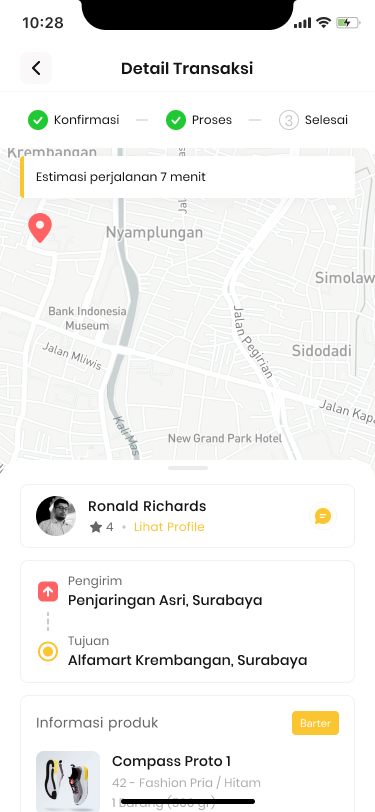 10:28
Detail Transaksi
Konfirmasi
Proses
3 Selesai
Krembangan
Estimasi perjalanan 7 menit
Nyamplungan
Simolaw
Bank Indonesia
Museum
Jalan Pegirian
Jalan Mliwis
Sidodadi
Jalan Kapa
Kali Mas
New Grand Park Hotel
Ronald Richards
4 • Lihat Profile
Pengirim
Penjaringan Asri, Surabaya
Tujuan
Alfamart Krembangan, Surabaya
Informasi produk
Barter
Compass Proto 1
42 - Fashion Pria / Hitam
1 Barang (500 gr)